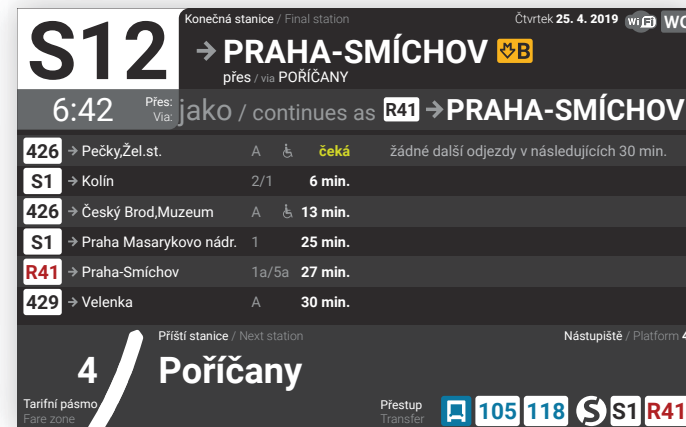 S12
Konečná stanice / Final station
Čtvrtek 25. 4. 2019 WiFi WC
→ PRAHA-SMÍCHOV B
přes / via POŘÍČANY
6:42 Přes: Via: jako / continues as R41 → PRAHA-SMÍCHOV
426 → Pečky,Žel.st. A čeká žádné další odjezdy v následujících 30 min.
S1 → Kolín 2/1 6 min.
426 → Český Brod,Muzeum A 13 min.
S1 → Praha Masarykovo nádr. 1 25 min.
R41 → Praha-Smíchov 1a/5a 27 min.
429 → Velenka A 30 min.
Příští stanice / Next station
Nástupiště / Platform 4
4 Poříčany
Tarifní pásmo
Fare zone
Přestup
Transfer
105 118 S S1 R41